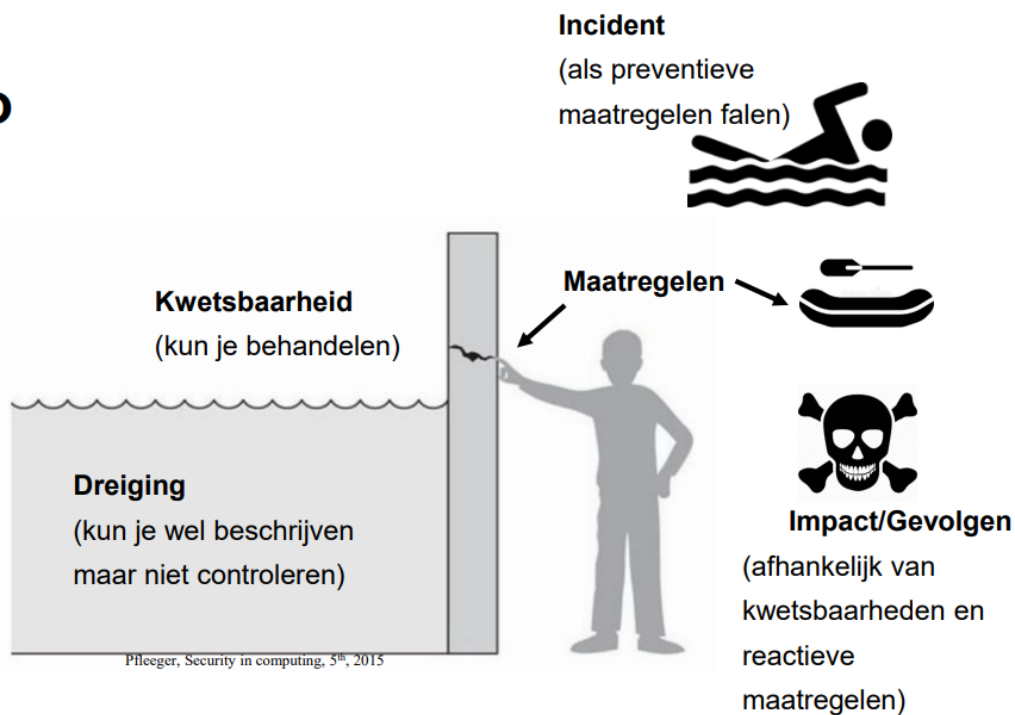 Incident
(als preventieve
maatregelen falen)
Maatregelen
Kwetsbaarheid
(kun je behandelen)
Dreiging
(kun je wel beschrijven
maar niet controleren)
Impact/Gevolgen
(afhankelijk van
kwetsbaarheden en
reactieve
maatregelen)
Pfleeger, Security in computing, 5th, 2015